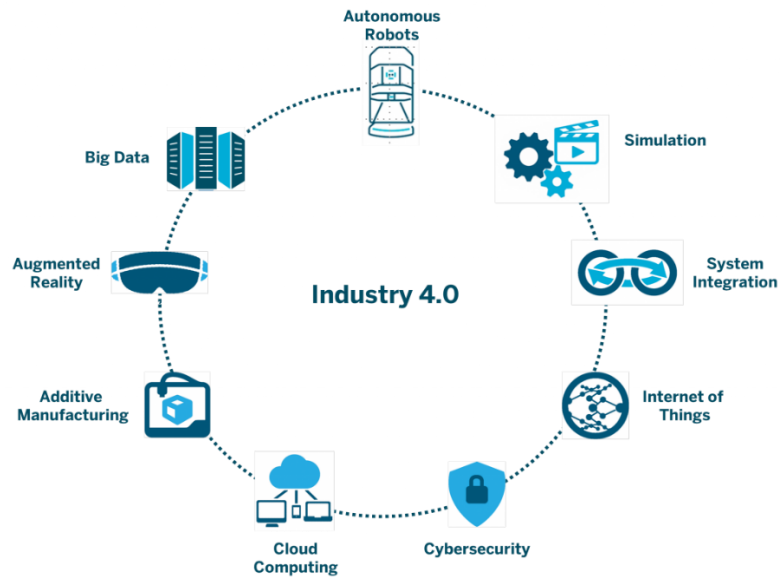 Autonomous
Robots
Simulation
Big Data
System
Integration
Augmented
Reality
Industry 4.0
Internet of
Things
Additive
Manufacturing
Cybersecurity
Cloud
Computing